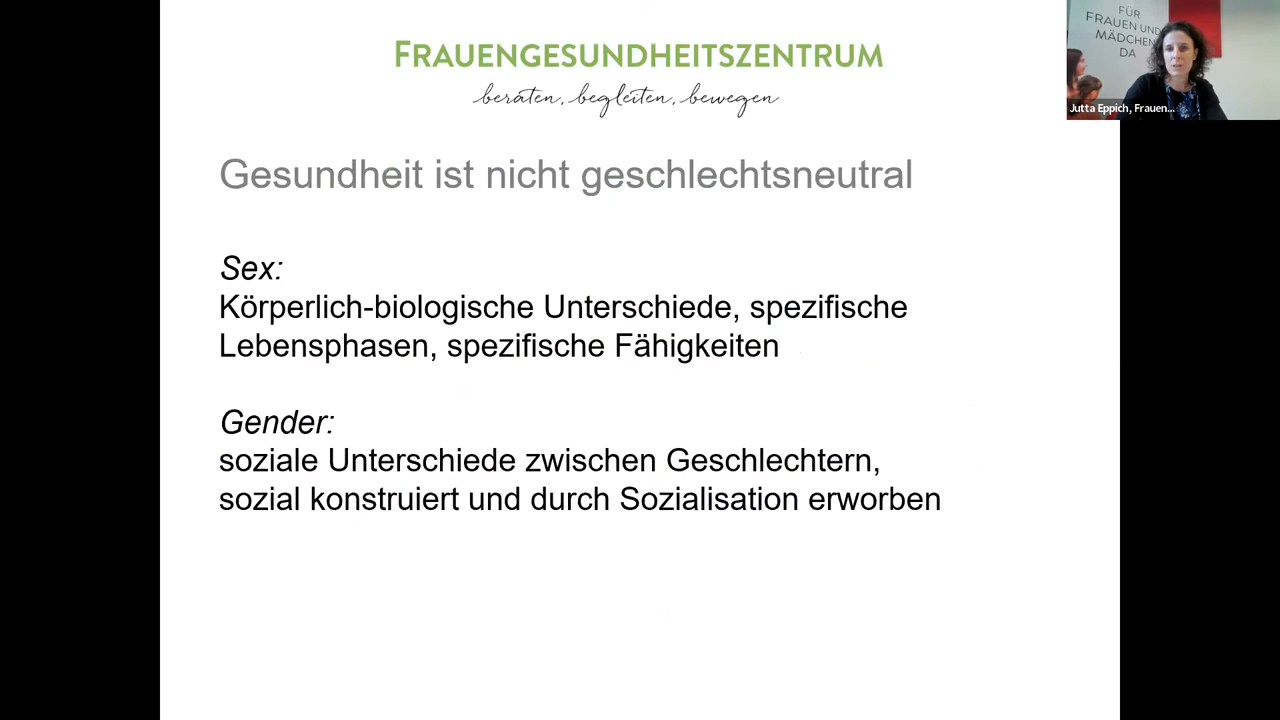 FRAUENGESUNDHEITSZENTRUM
beraten, begleiten, bewegen
FÜR
FRAUEN UND
MÄDCHEN
DA
Jutta Eppich, Frauen...
Gesundheit ist nicht geschlechtsneutral
Sex:
Körperlich-biologische Unterschiede, spezifische
Lebensphasen, spezifische Fähigkeiten
Gender:
soziale Unterschiede zwischen Geschlechtern,
sozial konstruiert und durch Sozialisation erworben